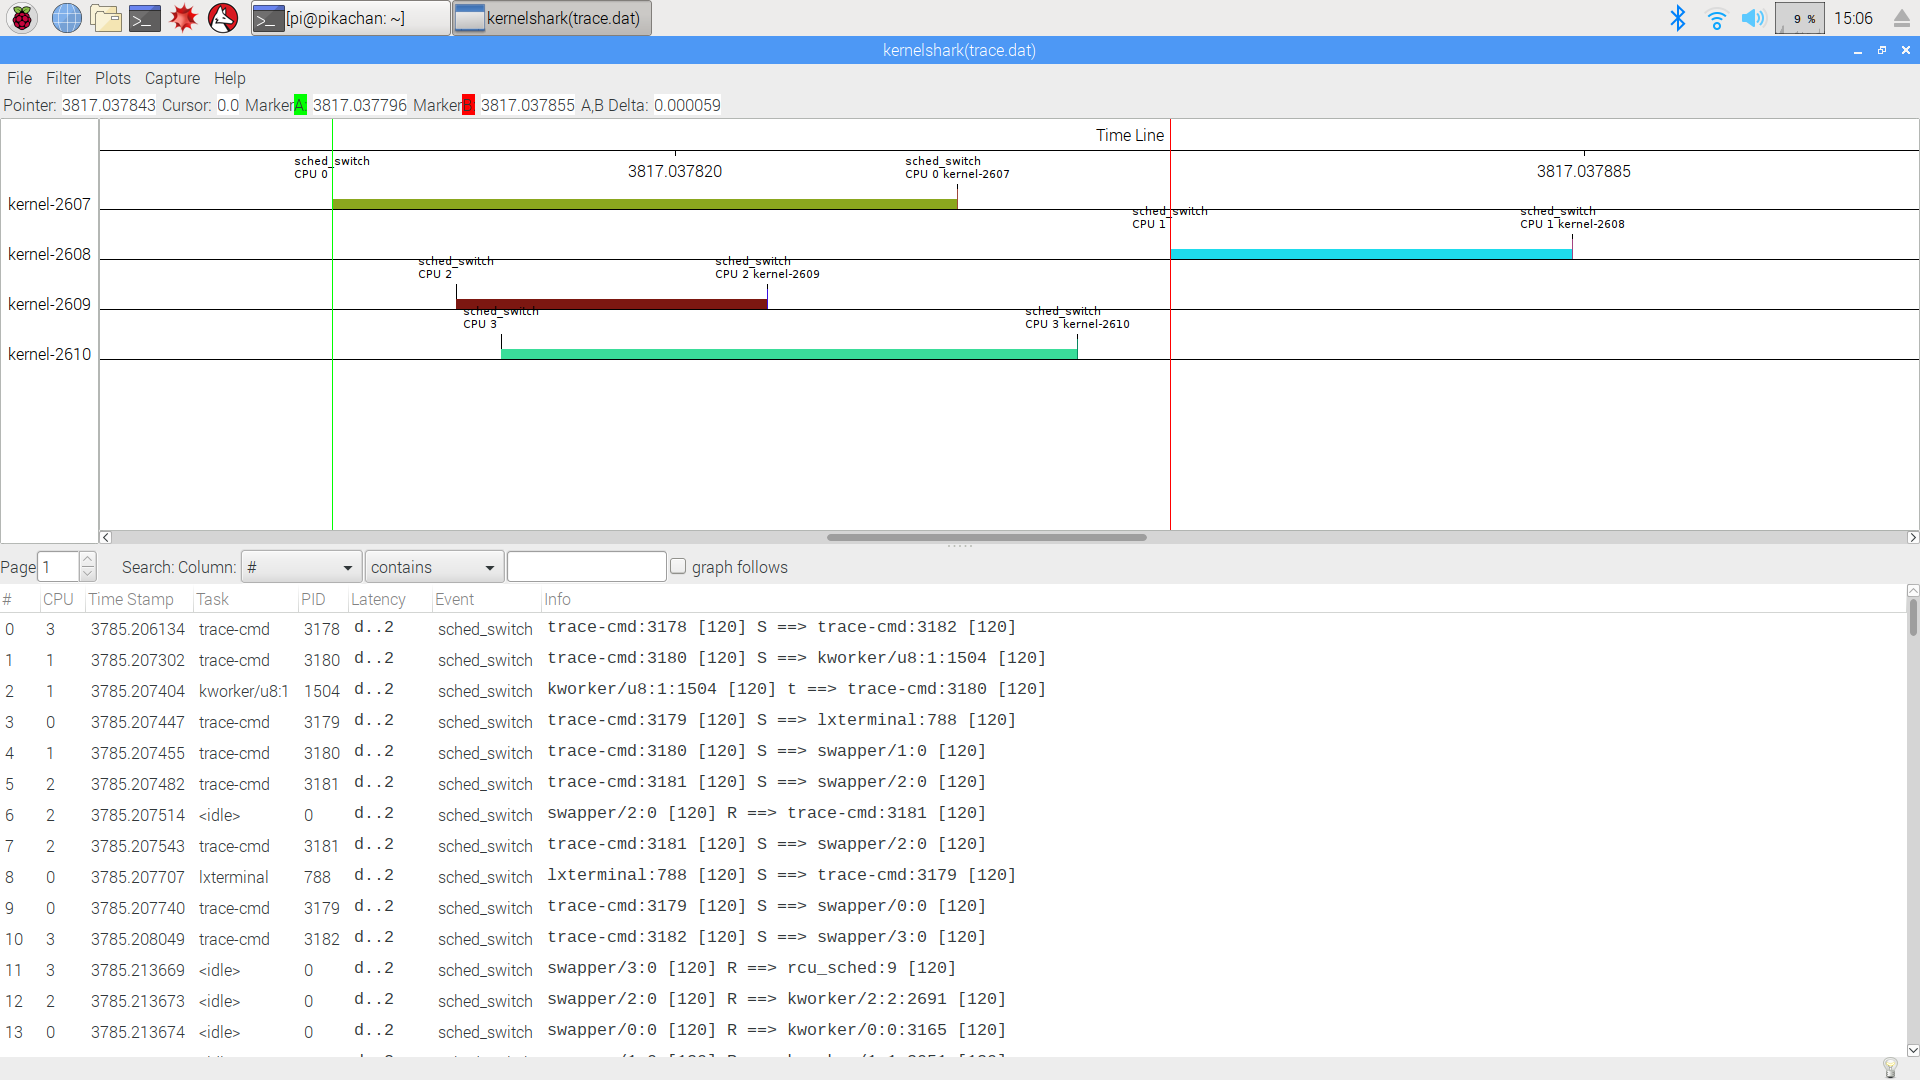 [pi@pikachan: ~]
kernelshark(trace.dat)
9 %
15:06
kernelshark(trace.dat)
File Filter Plots Capture Help
Pointer: 3817.037843 Cursor: 0.0 MarkerA: 3817.037796 MarkerB: 3817.037855 A,B Delta: 0.000059
Time Line
3817.037820
3817.037885
sched_switch
CPU 0
sched_switch
CPU 0 kernel-2607
kernel-2607
sched_switch
CPU 1
sched_switch
CPU 1 kernel-2608
kernel-2608
sched_switch
CPU 2
sched_switch
CPU 2 kernel-2609
kernel-2609
sched_switch
CPU 3
sched_switch
CPU 3 kernel-2610
kernel-2610
Page 1 Search: Column: # contains graph follows
# CPU Time Stamp Task PID Latency Event Info
0 3 3785.206134 trace-cmd 3178 d..2 sched_switch trace-cmd:3178 [120] S ==> trace-cmd:3182 [120]
1 1 3785.207302 trace-cmd 3180 d..2 sched_switch trace-cmd:3180 [120] S ==> kworker/u8:1:1504 [120]
2 1 3785.207404 kworker/u8:1 1504 d..2 sched_switch kworker/u8:1:1504 [120] t ==> trace-cmd:3180 [120]
3 0 3785.207447 trace-cmd 3179 d..2 sched_switch trace-cmd:3179 [120] S ==> lxterminal:788 [120]
4 1 3785.207455 trace-cmd 3180 d..2 sched_switch trace-cmd:3180 [120] S ==> swapper/1:0 [120]
5 2 3785.207482 trace-cmd 3181 d..2 sched_switch trace-cmd:3181 [120] S ==> swapper/2:0 [120]
6 2 3785.207514 <idle> 0 d..2 sched_switch swapper/2:0 [120] R ==> trace-cmd:3181 [120]
7 2 3785.207543 trace-cmd 3181 d..2 sched_switch trace-cmd:3181 [120] S ==> swapper/2:0 [120]
8 0 3785.207707 lxterminal 788 d..2 sched_switch lxterminal:788 [120] S ==> trace-cmd:3179 [120]
9 0 3785.207740 trace-cmd 3179 d..2 sched_switch trace-cmd:3179 [120] S ==> swapper/0:0 [120]
10 3 3785.208049 trace-cmd 3182 d..2 sched_switch trace-cmd:3182 [120] S ==> swapper/3:0 [120]
11 3 3785.213669 <idle> 0 d..2 sched_switch swapper/3:0 [120] R ==> rcu_sched:9 [120]
12 2 3785.213673 <idle> 0 d..2 sched_switch swapper/2:0 [120] R ==> kworker/2:2:2691 [120]
13 0 3785.213674 <idle> 0 d..2 sched_switch swapper/0:0 [120] R ==> kworker/0:0:3165 [120]